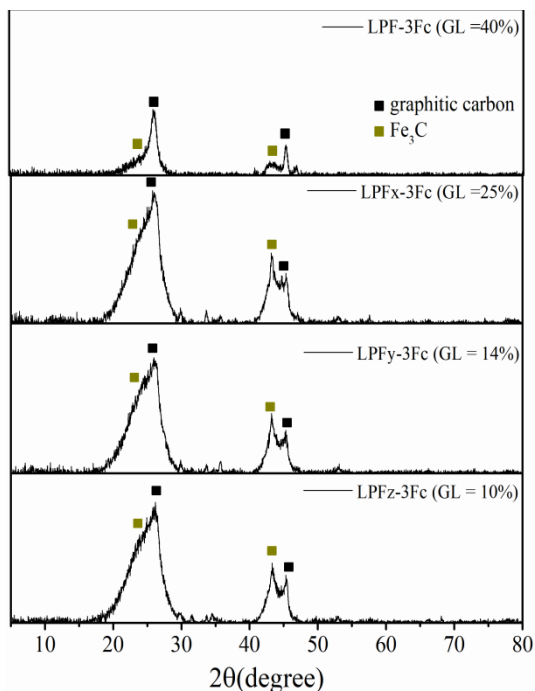 LPF-3Fc (GL =40%)
graphitic carbon
Fe₃C
LPFx-3Fc (GL =25%)
LPFy-3Fc (GL = 14%)
LPFz-3Fc (GL = 10%)
10 20 30 40 50 60 70 80
2θ(degree)